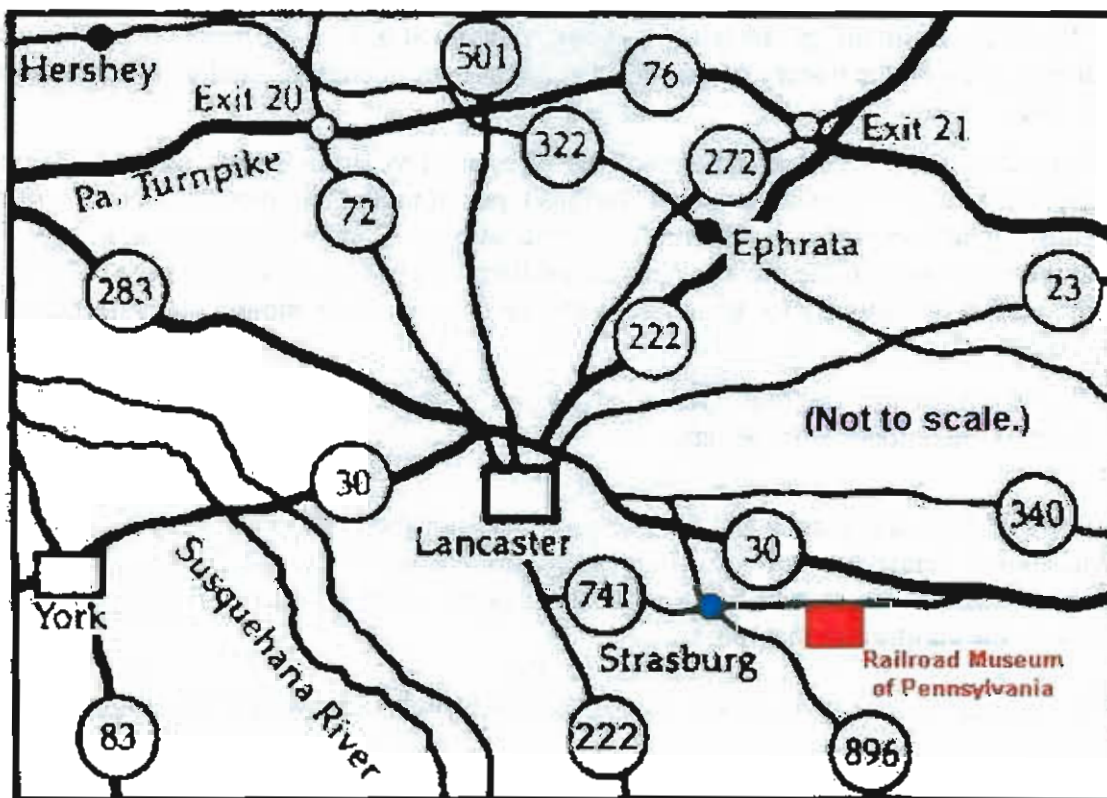 Hershey
501
76
Exit 20
Exit 21
322
272
Pa. Turnpike
72
Ephrata
283
23
222
(Not to scale.)
30
340
Lancaster
30
Susquehana River
York
741
Strasburg
Railroad Museum
of Pennsylvania
83
222
896